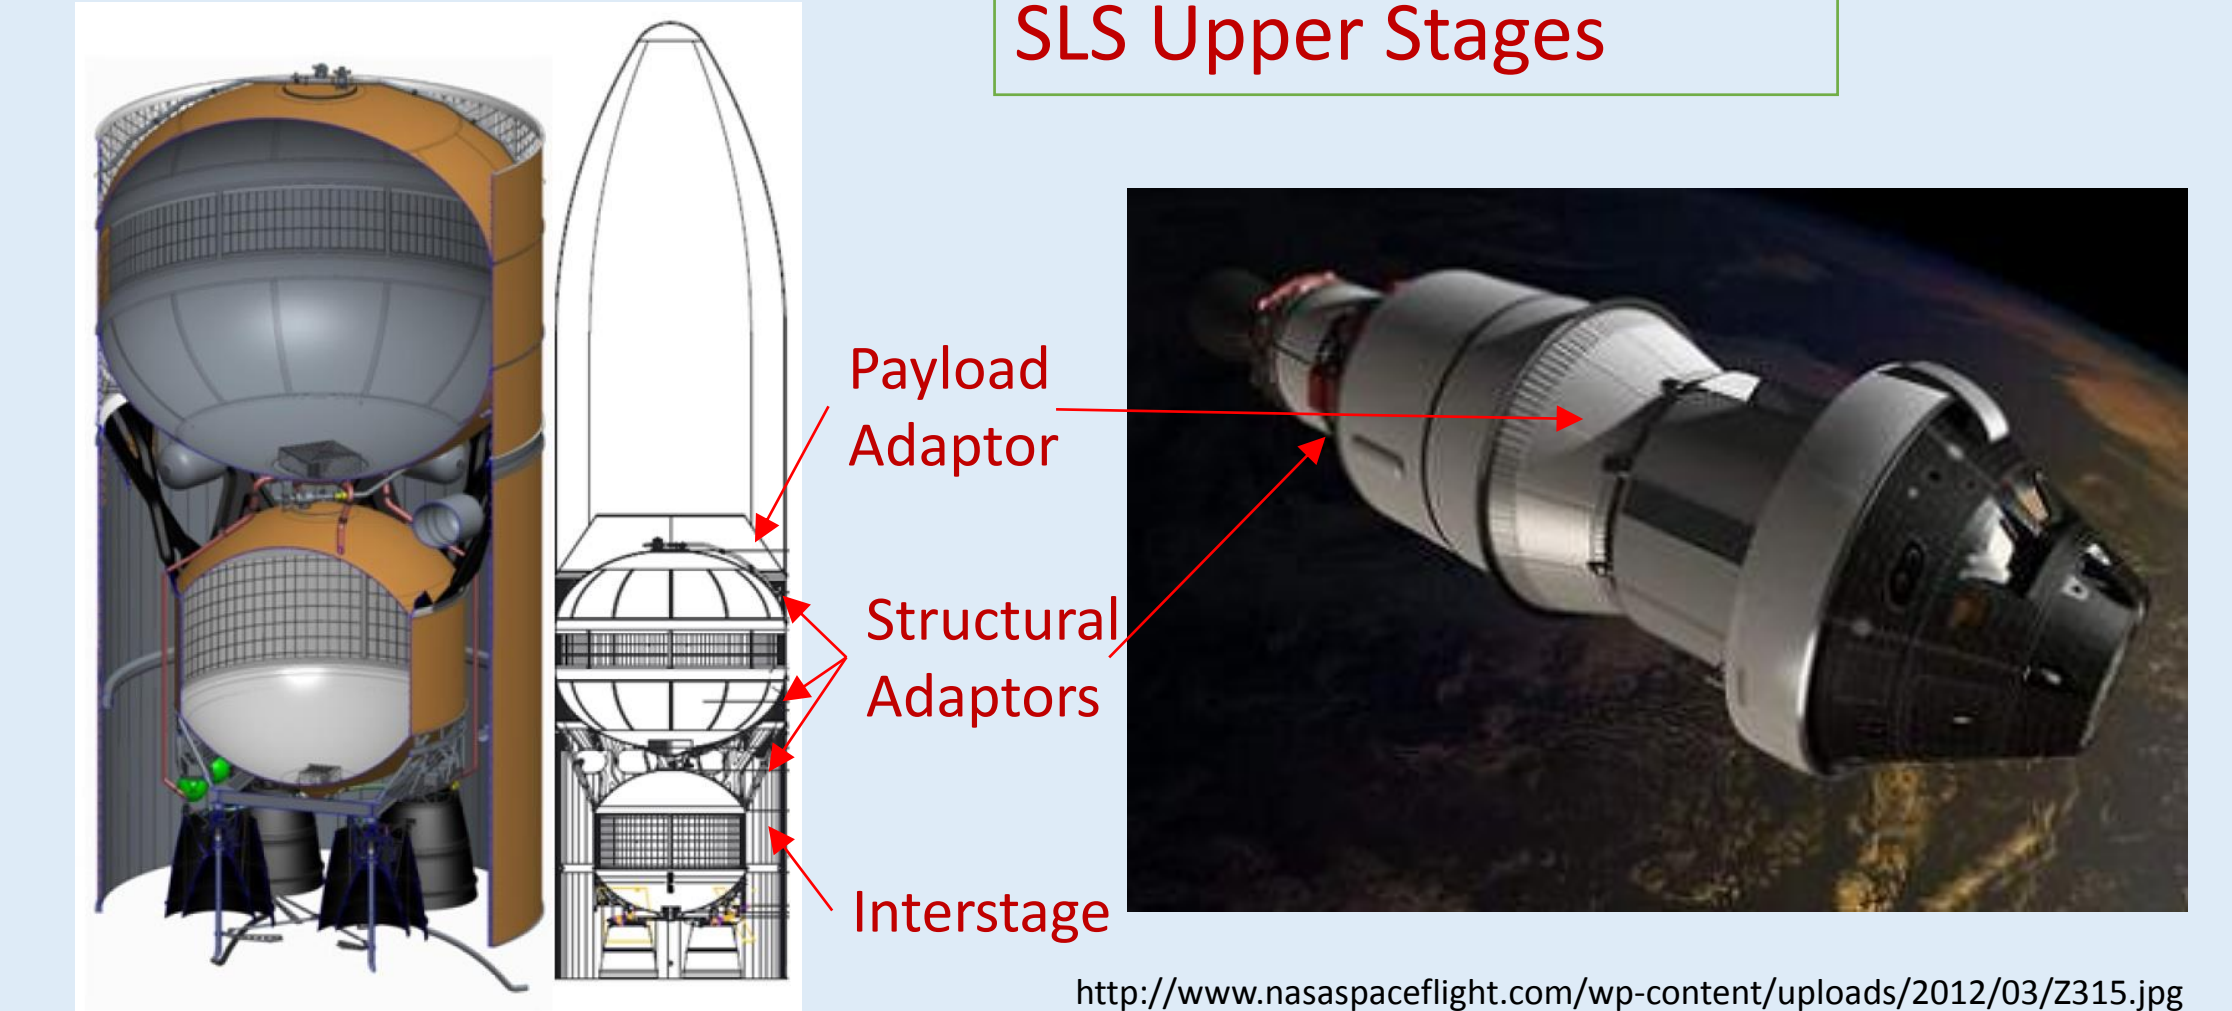 SLS Upper Stages
Payload
Adaptor
Structural
Adaptors
Interstage
http://www.nasaspaceflight.com/wp-content/uploads/2012/03/Z315.jpg